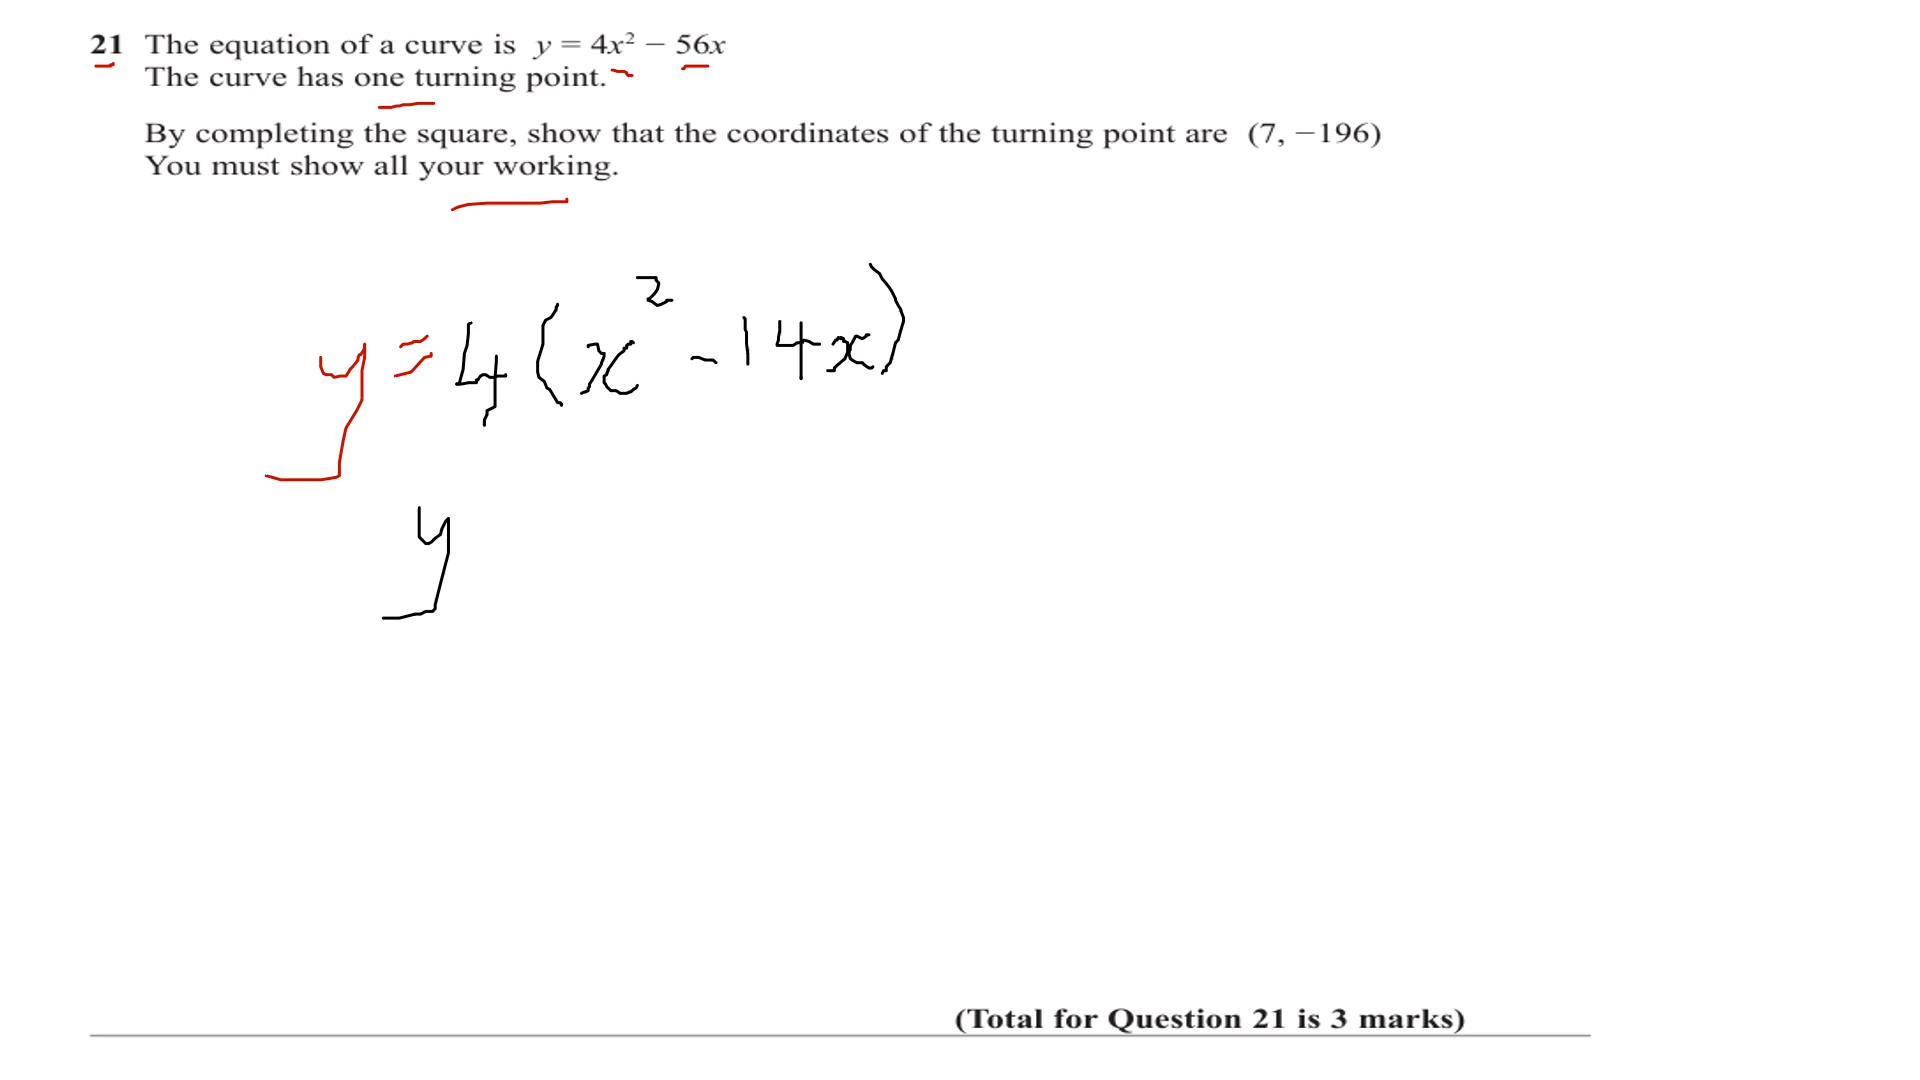 21 The equation of a curve is y = 4x² − 56x
The curve has one turning point.
By completing the square, show that the coordinates of the turning point are (7, −196)
You must show all your working.
y = 4(x² - 14x)
y
(Total for Question 21 is 3 marks)